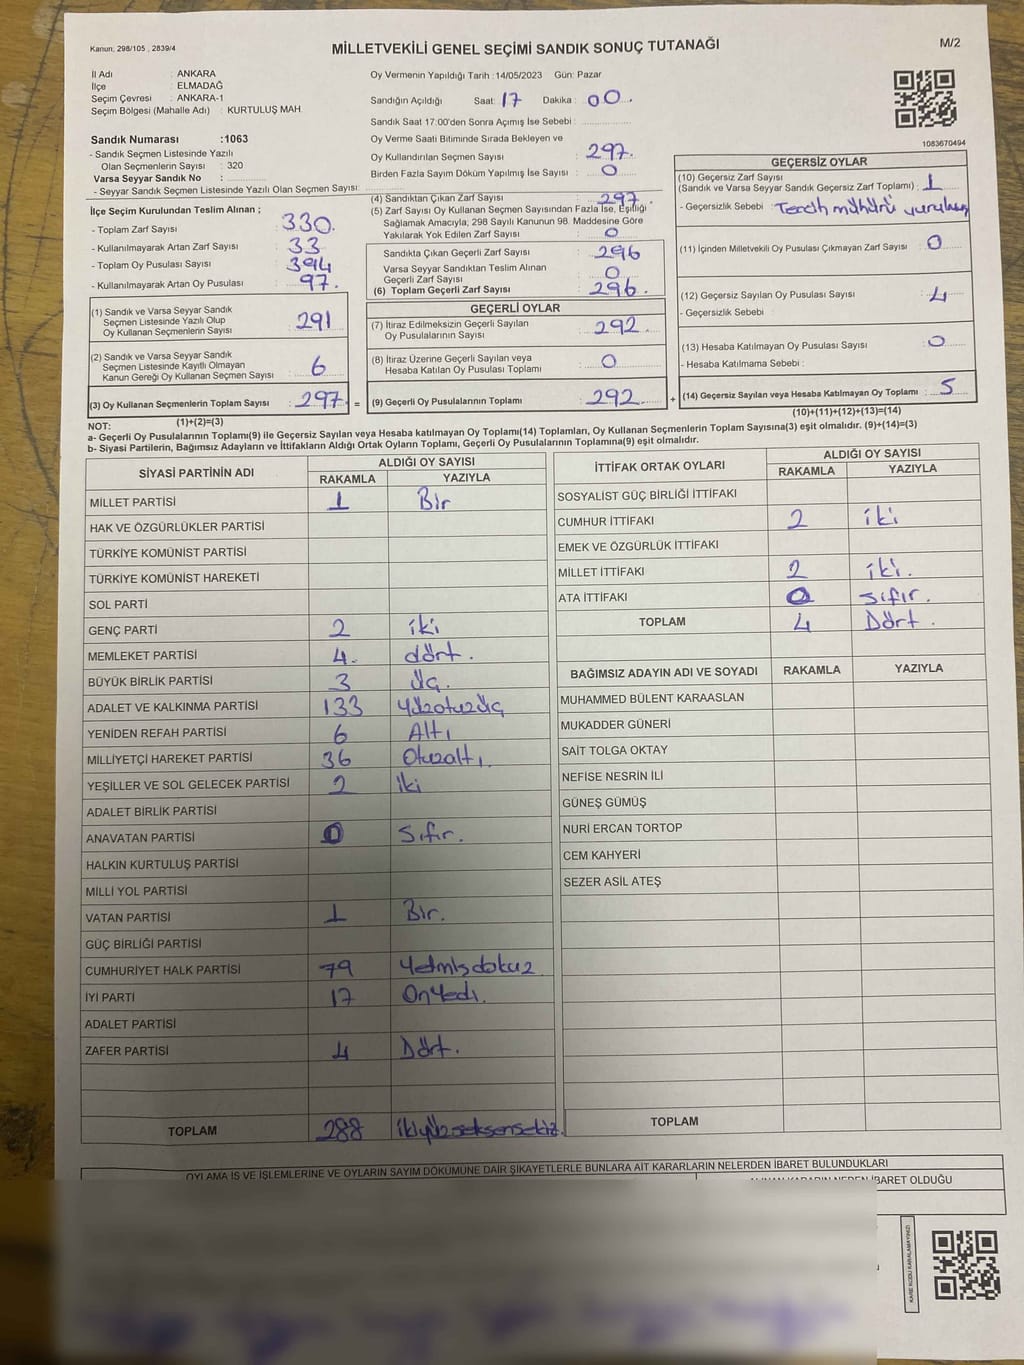 Kanun, 298/105 , 2839/4
MİLLETVEKİLİ GENEL SEÇİMİ SANDIK SONUÇ TUTANAĞI
M/2
İl Adı : ANKARA
İlçe : ELMADAĞ
Seçim Çevresi : ANKARA-1
Seçim Bölgesi (Mahalle Adı) : KURTULUŞ MAH.
Sandık Numarası :1063
- Sandık Seçmen Listesinde Yazılı
Olan Seçmenlerin Sayısı : 320
Varsa Seyyar Sandık No :
- Seyyar Sandık Seçmen Listesinde Yazılı Olan Seçmen Sayısı:
İlçe Seçim Kurulundan Teslim Alınan ;
- Toplam Zarf Sayısı : 330.
- Kullanılmayarak Artan Zarf Sayısı : 33
- Toplam Oy Pusulası Sayısı : 394
- Kullanılmayarak Artan Oy Pusulası : 97.
(1) Sandık ve Varsa Seyyar Sandık
Seçmen Listesinde Yazılı Olup
Oy Kullanan Seçmenlerin Sayısı : 291
(2) Sandık ve Varsa Seyyar Sandık
Seçmen Listesinde Kayıtlı Olmayan
Kanun Gereği Oy Kullanan Seçmen Sayısı : 6
(3) Oy Kullanan Seçmenlerin Toplam Sayısı : 297. =
(1)+(2)=(3)
Oy Vermenin Yapıldığı Tarih :14/05/2023 Gün: Pazar
Sandığın Açıldığı Saat: 17 Dakika : 00.
Sandık Saat 17:00'den Sonra Açımış İse Sebebi :
Oy Verme Saati Bitiminde Sırada Bekleyen ve
Oy Kullandırılan Seçmen Sayısı : 297.
Birden Fazla Sayım Döküm Yapılmış İse Sayısı : 0
(4) Sandıktan Çıkan Zarf Sayısı : 297.
(5) Zarf Sayısı Oy Kullanan Seçmen Sayısından Fazla İse, Eşitliği
Sağlamak Amacıyla, 298 Sayılı Kanunun 98. Maddesine Göre
Yakılarak Yok Edilen Zarf Sayısı : 0
Sandıkta Çıkan Geçerli Zarf Sayısı : 296
Varsa Seyyar Sandıktan Teslim Alınan
Geçerli Zarf Sayısı : 0
(6) Toplam Geçerli Zarf Sayısı : 296.
GEÇERLİ OYLAR
(7) İtiraz Edilmeksizin Geçerli Sayılan
Oy Pusulalarının Sayısı : 292.
(8) İtiraz Üzerine Geçerli Sayılan veya
Hesaba Katılan Oy Pusulası Toplamı : 0
(9) Geçerli Oy Pusulalarının Toplamı : 292. +
1083670494
GEÇERSİZ OYLAR
(10) Geçersiz Zarf Sayısı
(Sandık ve Varsa Seyyar Sandık Geçersiz Zarf Toplamı) : 1
- Geçersizlik Sebebi : Tercih mühürü
(11) İçinden Milletvekili Oy Pusulası Çıkmayan Zarf Sayısı : 0
(12) Geçersiz Sayılan Oy Pusulası Sayısı : 4
- Geçersizlik Sebebi :
(13) Hesaba Katılmayan Oy Pusulası Sayısı : 0
- Hesaba Katılmama Sebebi :
(14) Geçersiz Sayılan veya Hesaba Katılmayan Oy Toplamı : 5
(10)+(11)+(12)+(13)=(14)
NOT:
a- Geçerli Oy Pusulalarının Toplamı(9) ile Geçersiz Sayılan veya Hesaba katılmayan Oy Toplamı(14) Toplamları, Oy Kullanan Seçmenlerin Toplam Sayısına(3) eşit olmalıdır. (9)+(14)=(3)
b- Siyasi Partilerin, Bağımsız Adayların ve İttifakların Aldığı Ortak Oyların Toplamı, Geçerli Oy Pusulalarının Toplamına(9) eşit olmalıdır.
SİYASİ PARTİNİN ADI
ALDIĞI OY SAYISI
RAKAMLA YAZIYLA
MİLLET PARTİSİ 1 Bir
HAK VE ÖZGÜRLÜKLER PARTİSİ
TÜRKİYE KOMÜNİST PARTİSİ
TÜRKİYE KOMÜNİST HAREKETİ
SOL PARTİ
GENÇ PARTİ 2 iki
MEMLEKET PARTİSİ 4. dört.
BÜYÜK BİRLİK PARTİSİ 3 üç.
ADALET VE KALKINMA PARTİSİ 133 Yüzotuzüç
YENİDEN REFAH PARTİSİ 6 Altı
MİLLİYETÇİ HAREKET PARTİSİ 36 Otuzaltı.
YEŞİLLER VE SOL GELECEK PARTİSİ 2 iki
ADALET BİRLİK PARTİSİ
ANAVATAN PARTİSİ 0 Sıfır.
HALKIN KURTULUŞ PARTİSİ
MİLLİ YOL PARTİSİ
VATAN PARTİSİ 1 Bir.
GÜÇ BİRLİĞİ PARTİSİ
CUMHURİYET HALK PARTİSİ 79 Yetmişdokuz
İYİ PARTİ 17 OnYedi.
ADALET PARTİSİ
ZAFER PARTİSİ 4 Dört.
TOPLAM 288 ikiyüzseksensekiz.
İTTİFAK ORTAK OYLARI
ALDIĞI OY SAYISI
RAKAMLA YAZIYLA
SOSYALİST GÜÇ BİRLİĞİ İTTİFAKI
CUMHUR İTTİFAKI 2 iki
EMEK VE ÖZGÜRLÜK İTTİFAKI
MİLLET İTTİFAKI 2 iki.
ATA İTTİFAKI 0 sıfır.
TOPLAM 4 Dört.
BAĞIMSIZ ADAYIN ADI VE SOYADI RAKAMLA YAZIYLA
MUHAMMED BÜLENT KARAASLAN
MUKADDER GÜNERİ
SAİT TOLGA OKTAY
NEFİSE NESRİN İLİ
GÜNEŞ GÜMÜŞ
NURİ ERCAN TORTOP
CEM KAHYERİ
SEZER ASİL ATEŞ
TOPLAM
OYLAMA İŞ VE İŞLEMLERİNE VE OYLARIN SAYIM DÖKÜMÜNE DAİR ŞİKAYETLERLE BUNLARA AİT KARARLARIN NELERDEN İBARET BULUNDUKLARI
İBARET OLDUĞU
KARE KODU KARALAMAYINIZ!